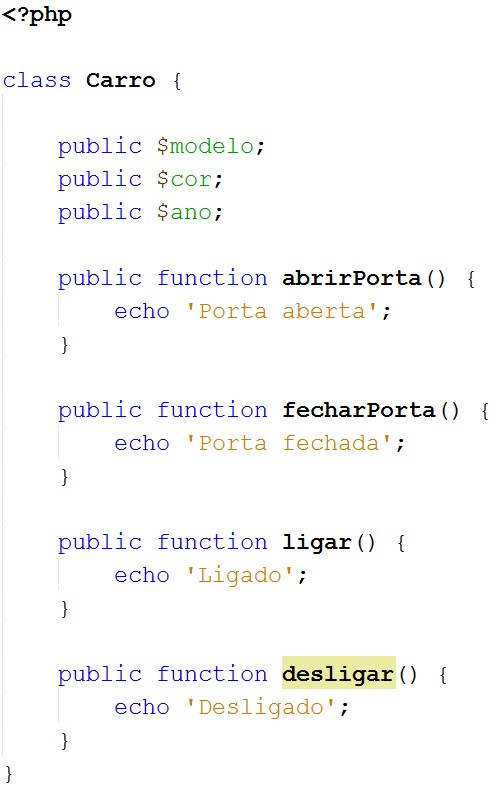 <?php
class Carro {
public $modelo;
public $cor;
public $ano;
public function abrirPorta() {
echo 'Porta aberta';
}
public function fecharPorta() {
echo 'Porta fechada';
}
public function ligar() {
echo 'Ligado';
}
public function desligar() {
echo 'Desligado';
}
}